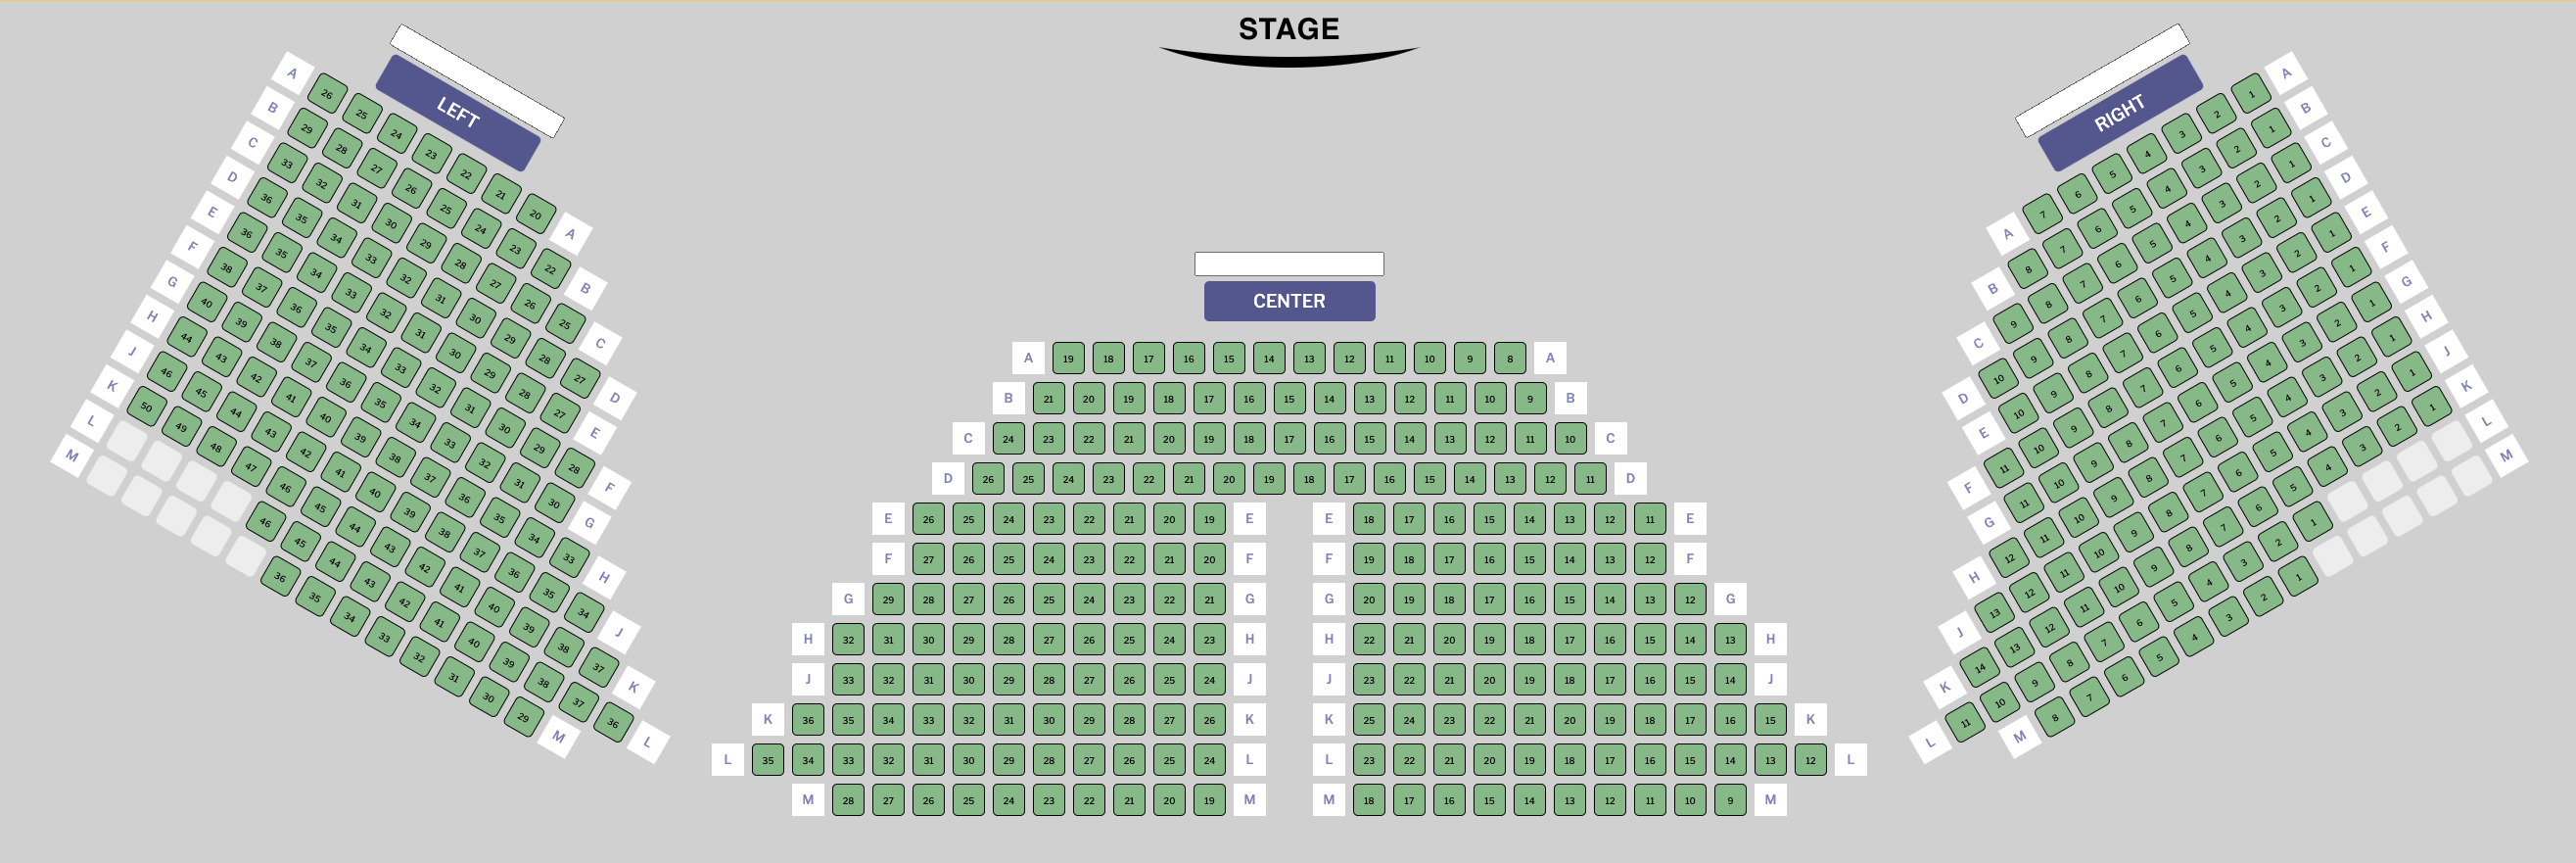 STAGE
LEFT
A 26 25 24 23 22 21 20 A
B 29 28 27 26 25 24 23 22 B
C 33 32 31 30 29 28 27 26 25 C
D 36 35 34 33 32 31 30 29 28 27 D
E 36 35 34 33 32 31 30 29 28 27 E
F 38 37 36 35 34 33 32 31 30 29 28 F
G 40 39 38 37 36 35 34 33 32 31 30 G
H 44 43 42 41 40 39 38 37 36 35 34 33 H
J 46 45 44 43 42 41 40 39 38 37 36 35 34 J
K 50 49 48 47 46 45 44 43 42 41 40 39 38 37 K
L 46 45 44 43 42 41 40 39 38 37 36 L
M 36 35 34 33 32 31 30 29 M
CENTER
A 19 18 17 16 15 14 13 12 11 10 9 8 A
B 21 20 19 18 17 16 15 14 13 12 11 10 9 B
C 24 23 22 21 20 19 18 17 16 15 14 13 12 11 10 C
D 26 25 24 23 22 21 20 19 18 17 16 15 14 13 12 11 D
E 26 25 24 23 22 21 20 19 E E 18 17 16 15 14 13 12 11 E
F 27 26 25 24 23 22 21 20 F F 19 18 17 16 15 14 13 12 F
G 29 28 27 26 25 24 23 22 21 G G 20 19 18 17 16 15 14 13 12 G
H 32 31 30 29 28 27 26 25 24 23 H H 22 21 20 19 18 17 16 15 14 13 H
J 33 32 31 30 29 28 27 26 25 24 J J 23 22 21 20 19 18 17 16 15 14 J
K 36 35 34 33 32 31 30 29 28 27 26 K K 25 24 23 22 21 20 19 18 17 16 15 K
L 35 34 33 32 31 30 29 28 27 26 25 24 L L 23 22 21 20 19 18 17 16 15 14 13 12 L
M 28 27 26 25 24 23 22 21 20 19 M M 18 17 16 15 14 13 12 11 10 9 M
RIGHT
A 7 6 5 4 3 2 1 A
B 8 7 6 5 4 3 2 1 B
C 9 8 7 6 5 4 3 2 1 C
D 10 9 8 7 6 5 4 3 2 1 D
E 10 9 8 7 6 5 4 3 2 1 E
F 11 10 9 8 7 6 5 4 3 2 1 F
G 11 10 9 8 7 6 5 4 3 2 1 G
H 12 11 10 9 8 7 6 5 4 3 2 1 H
J 13 12 11 10 9 8 7 6 5 4 3 2 1 J
K 14 13 12 11 10 9 8 7 6 5 4 3 2 1 K
L 11 10 9 8 7 6 5 4 3 2 1 L
M 8 7 6 5 4 3 2 1 M